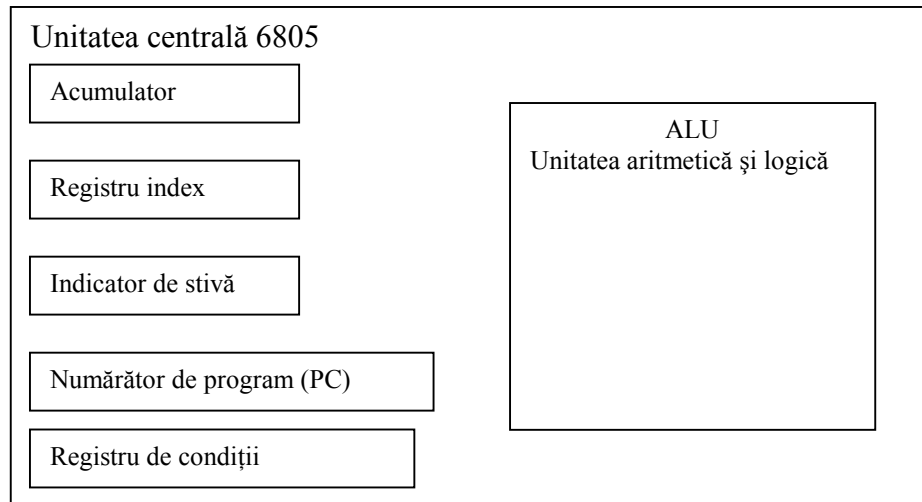 Unitatea centrală 6805
Acumulator
ALU
Unitatea aritmetică şi logică
Registru index
Indicator de stivă
Numărător de program (PC)
Registru de condiții